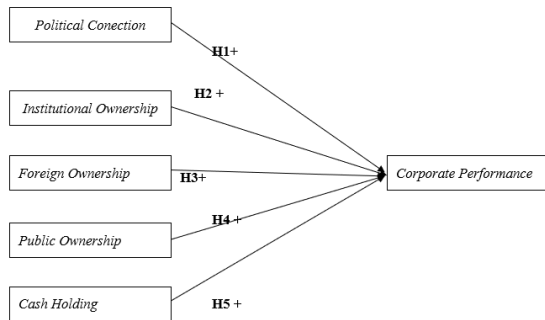 Political Conection
H1+
H2 +
Institutional Ownership
Foreign Ownership
H3+
Corporate Performance
H4 +
Public Ownership
Cash Holding
H5 +